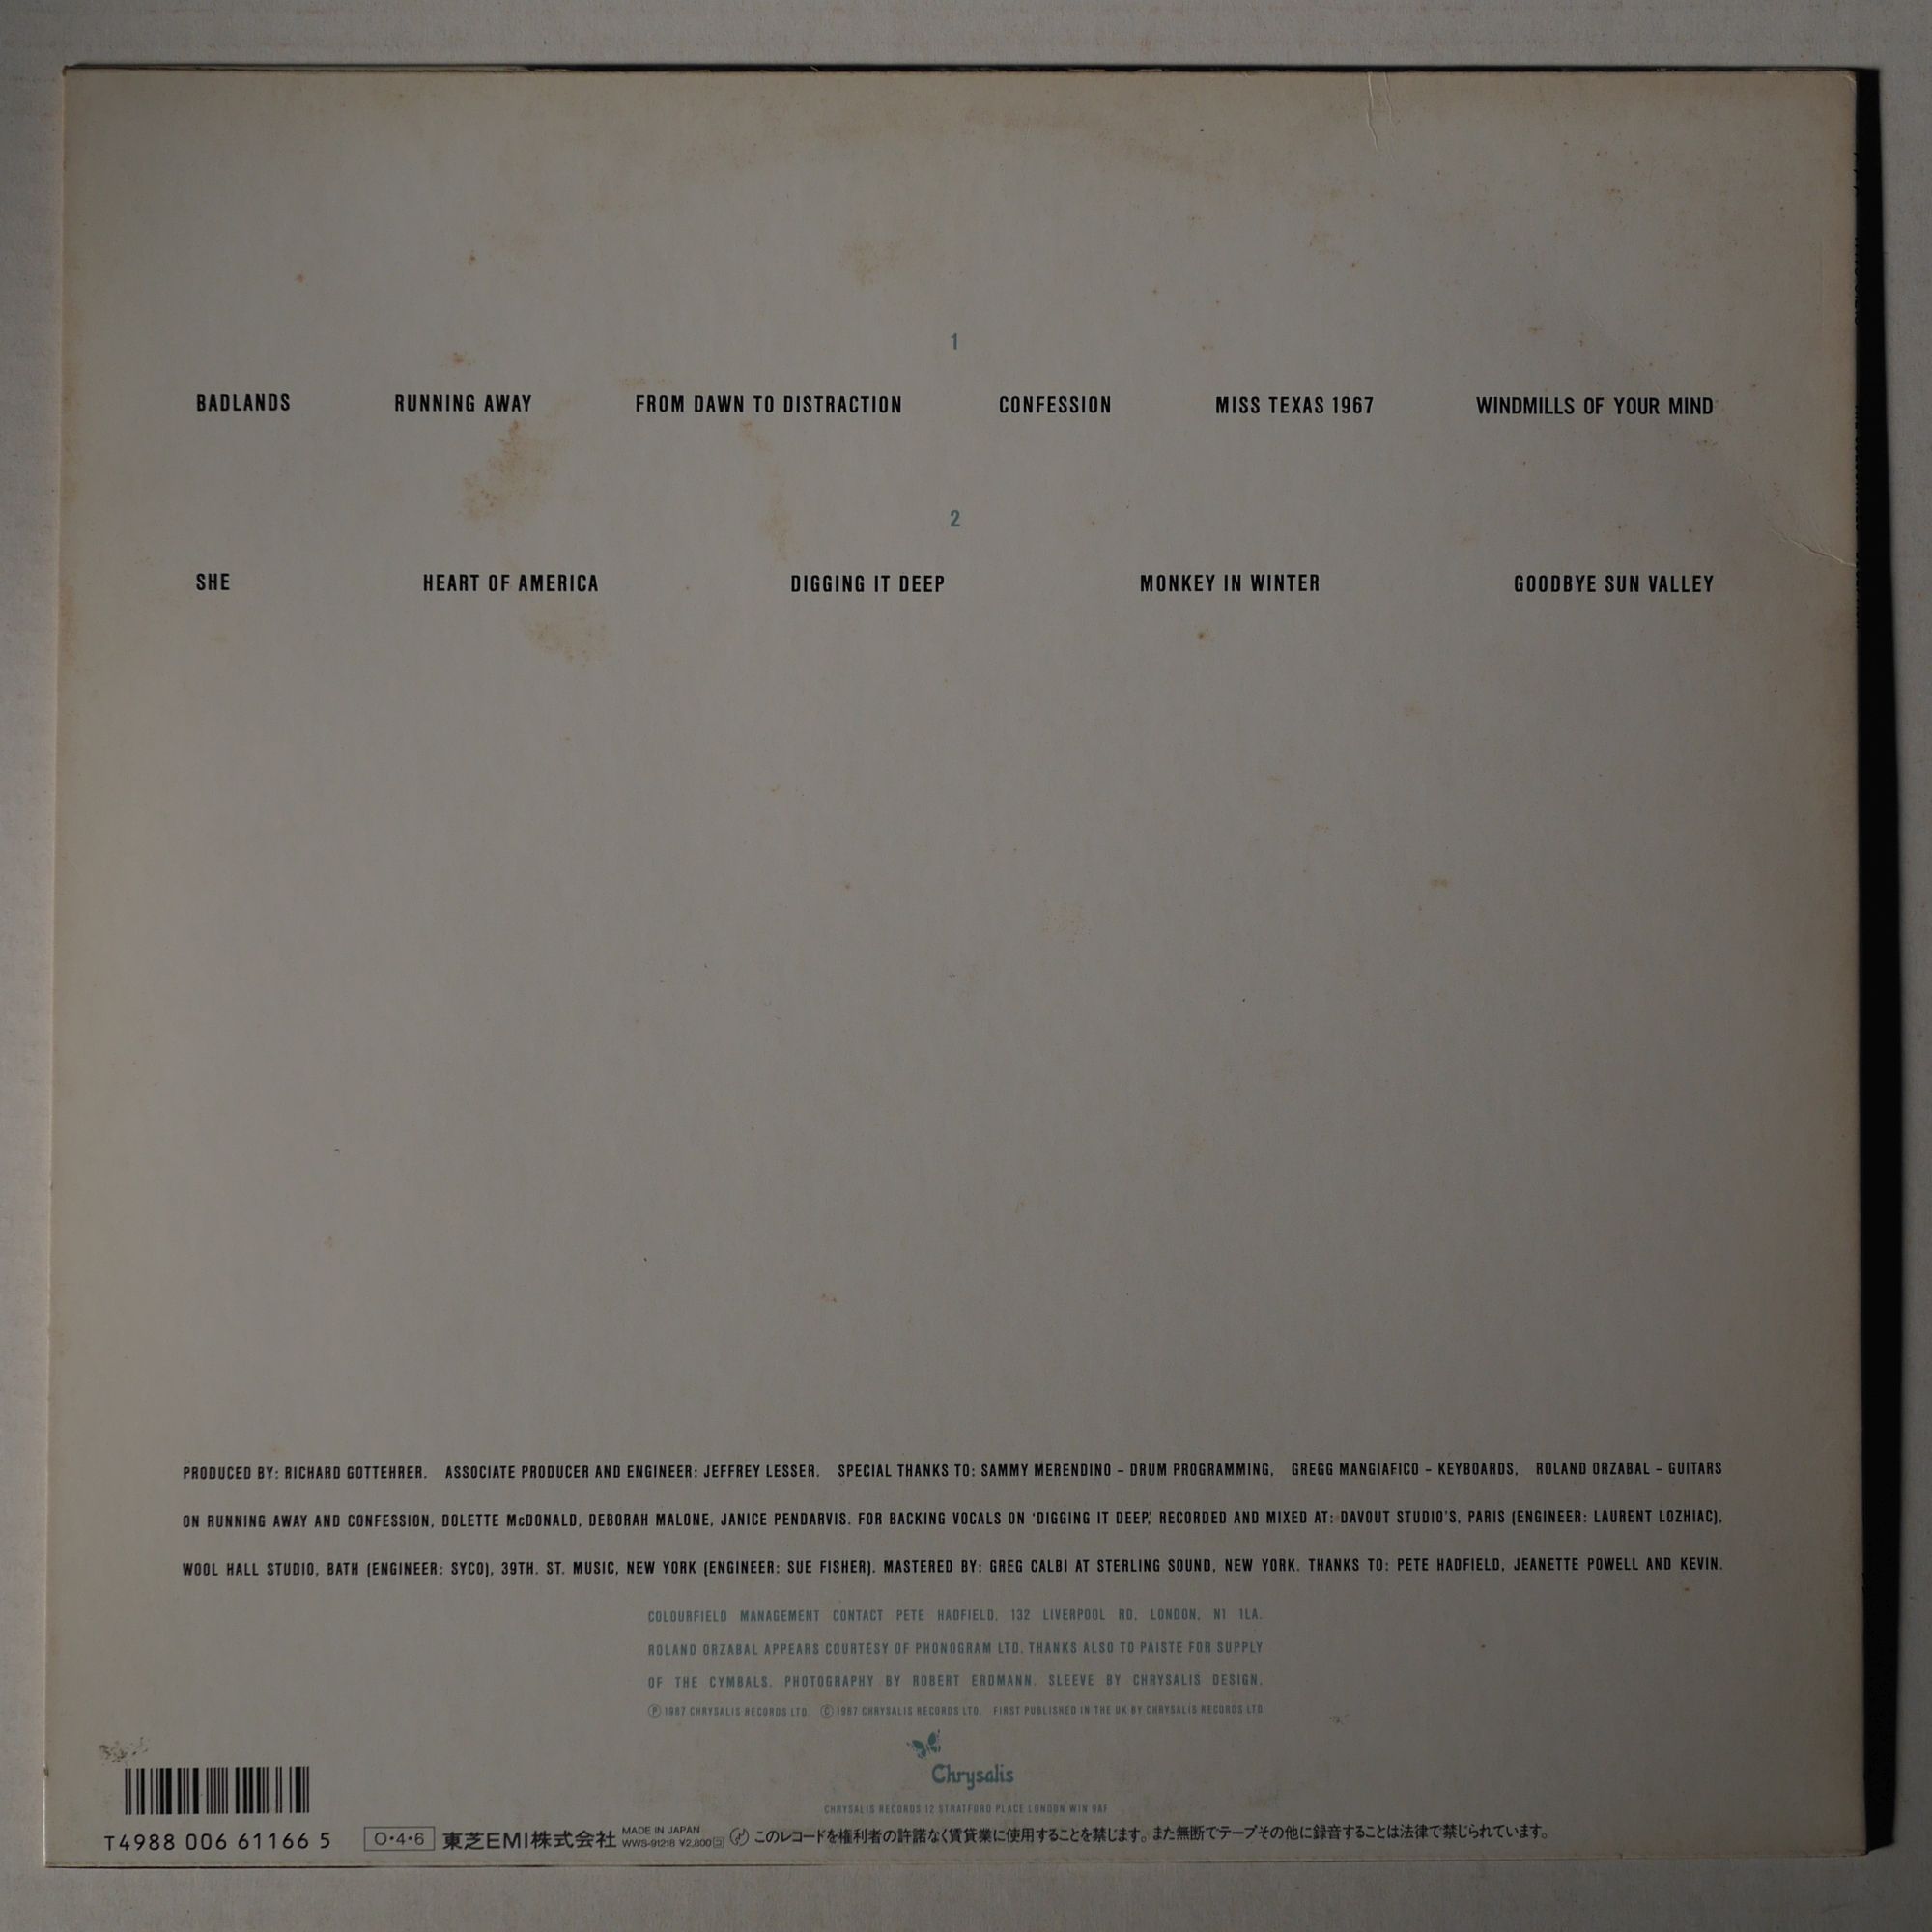 1
BADLANDS RUNNING AWAY FROM DAWN TO DISTRACTION CONFESSION MISS TEXAS 1967 WINDMILLS OF YOUR MIND
2
SHE HEART OF AMERICA DIGGING IT DEEP MONKEY IN WINTER GOODBYE SUN VALLEY
PRODUCED BY: RICHARD GOTTEHRER. ASSOCIATE PRODUCER AND ENGINEER: JEFFREY LESSER. SPECIAL THANKS TO: SAMMY MERENDINO – DRUM PROGRAMMING, GREGG MANGIAFICO – KEYBOARDS, ROLAND ORZABAL – GUITARS
ON RUNNING AWAY AND CONFESSION, DOLETTE McDONALD, DEBORAH MALONE, JANICE PENDARVIS. FOR BACKING VOCALS ON 'DIGGING IT DEEP,' RECORDED AND MIXED AT: DAVOUT STUDIO'S, PARIS (ENGINEER: LAURENT LOZHIAC),
WOOL HALL STUDIO, BATH (ENGINEER: SYCO), 39TH. ST. MUSIC, NEW YORK (ENGINEER: SUE FISHER). MASTERED BY: GREG CALBI AT STERLING SOUND, NEW YORK. THANKS TO: PETE HADFIELD, JEANETTE POWELL AND KEVIN.
COLOURFIELD MANAGEMENT CONTACT PETE HADFIELD, 132 LIVERPOOL RD, LONDON, N1 1LA.
ROLAND ORZABAL APPEARS COURTESY OF PHONOGRAM LTD. THANKS ALSO TO PAISTE FOR SUPPLY
OF THE CYMBALS. PHOTOGRAPHY BY ROBERT ERDMANN. SLEEVE BY CHRYSALIS DESIGN.
Ⓟ 1987 CHRYSALIS RECORDS LTD. Ⓒ 1987 CHRYSALIS RECORDS LTD. FIRST PUBLISHED IN THE UK BY CHRYSALIS RECORDS LTD
Chrysalis
CHRYSALIS RECORDS 12 STRATFORD PLACE LONDON W1N 9AF
T4988 006 61166 5 O・4・6 東芝EMI株式会社 MADE IN JAPAN WWS-91218 ¥2,800 このレコードを権利者の許諾なく賃貸業に使用することを禁じます。また無断でテープその他に録音することは法律で禁じられています。